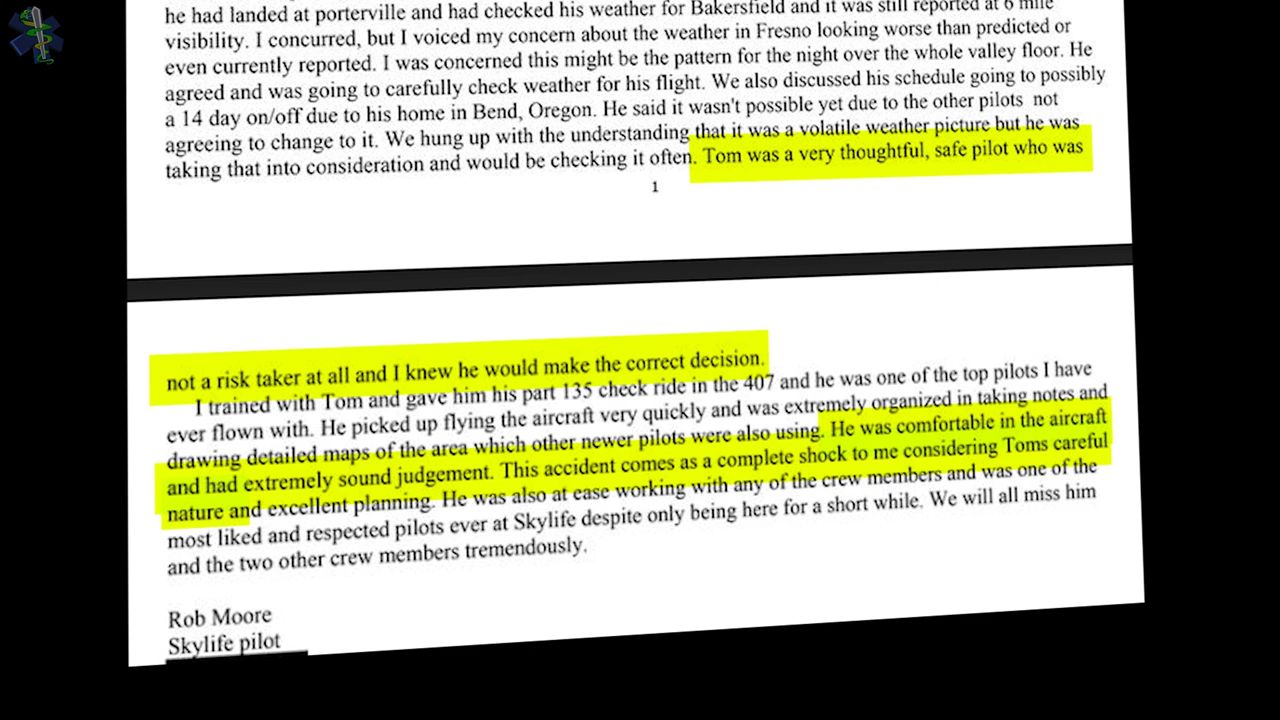 he had landed at porterville and had checked his weather for Bakersfield and it was still reported at 6 mile
visibility. I concurred, but I voiced my concern about the weather in Fresno looking worse than predicted or
even currently reported. I was concerned this might be the pattern for the night over the whole valley floor. He
agreed and was going to carefully check weather for his flight. We also discussed his schedule going to possibly
a 14 day on/off due to his home in Bend, Oregon. He said it wasn't possible yet due to the other pilots not
agreeing to change to it. We hung up with the understanding that it was a volatile weather picture but he was
taking that into consideration and would be checking it often. Tom was a very thoughtful, safe pilot who was
1
not a risk taker at all and I knew he would make the correct decision.
I trained with Tom and gave him his part 135 check ride in the 407 and he was one of the top pilots I have
ever flown with. He picked up flying the aircraft very quickly and was extremely organized in taking notes and
drawing detailed maps of the area which other newer pilots were also using. He was comfortable in the aircraft
and had extremely sound judgement. This accident comes as a complete shock to me considering Toms careful
nature and excellent planning. He was also at ease working with any of the crew members and was one of the
most liked and respected pilots ever at Skylife despite only being here for a short while. We will all miss him
and the two other crew members tremendously.
Rob Moore
Skylife pilot